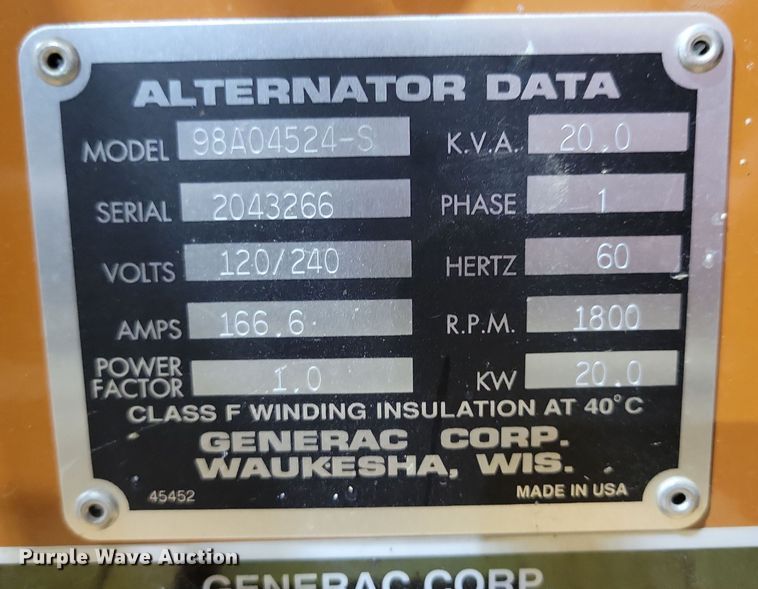 ALTERNATOR DATA
MODEL 98A04524-S K.V.A. 20.0
SERIAL 2043266 PHASE 1
VOLTS 120/240 HERTZ 60
AMPS 166.6 R.P.M. 1800
POWER
FACTOR 1.0 KW 20.0
CLASS F WINDING INSULATION AT 40°C
GENERAC CORP.
WAUKESHA, WIS.
45452 MADE IN USA
Purple Wave Auction
GENERAC CORP